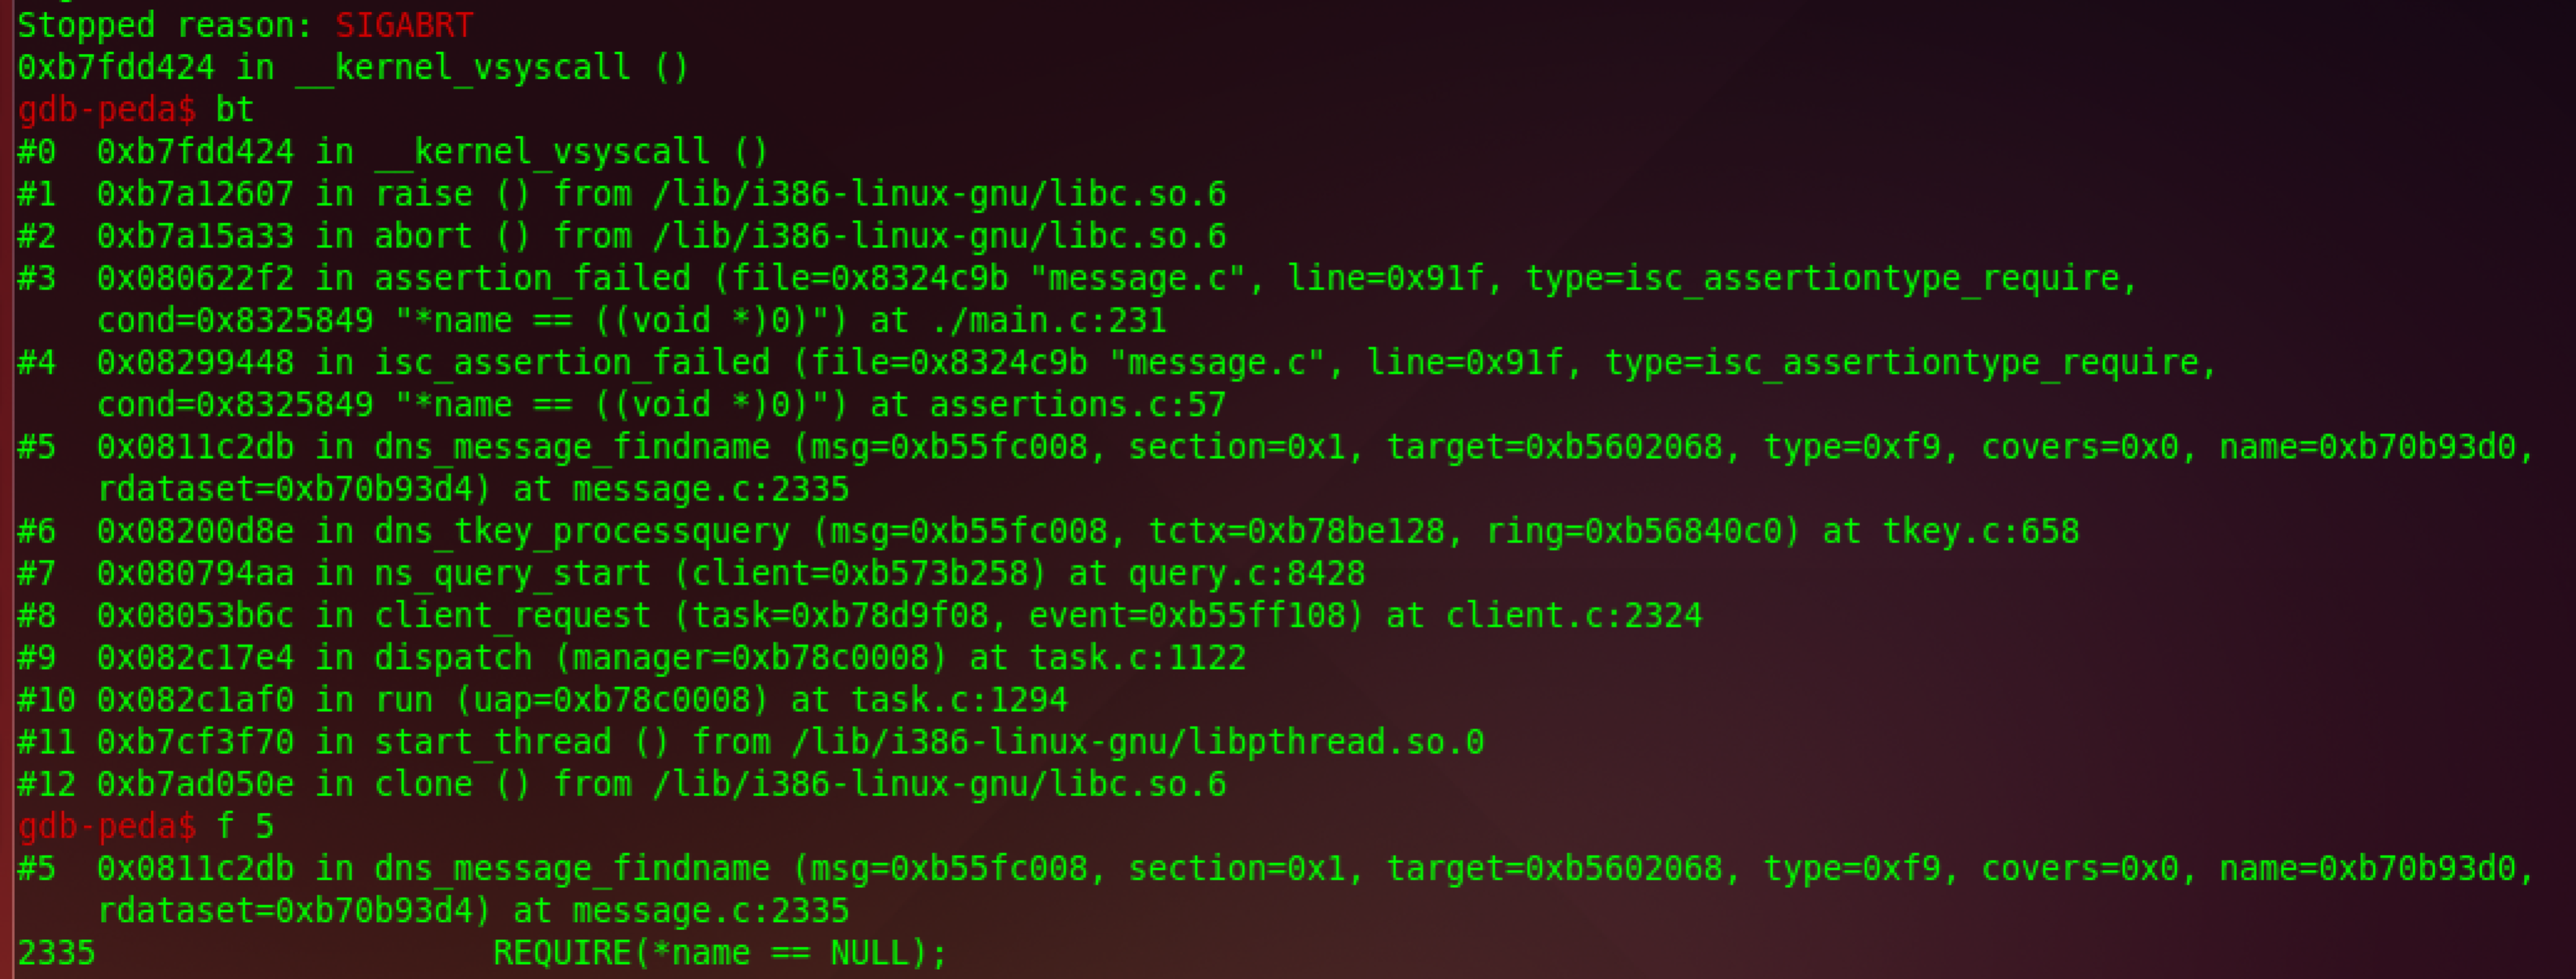 Stopped reason: SIGABRT
0xb7fdd424 in __kernel_vsyscall ()
gdb-peda$ bt
#0  0xb7fdd424 in __kernel_vsyscall ()
#1  0xb7a12607 in raise () from /lib/i386-linux-gnu/libc.so.6
#2  0xb7a15a33 in abort () from /lib/i386-linux-gnu/libc.so.6
#3  0x080622f2 in assertion_failed (file=0x8324c9b "message.c", line=0x91f, type=isc_assertiontype_require,
    cond=0x8325849 "*name == ((void *)0)") at ./main.c:231
#4  0x08299448 in isc_assertion_failed (file=0x8324c9b "message.c", line=0x91f, type=isc_assertiontype_require,
    cond=0x8325849 "*name == ((void *)0)") at assertions.c:57
#5  0x0811c2db in dns_message_findname (msg=0xb55fc008, section=0x1, target=0xb5602068, type=0xf9, covers=0x0, name=0xb70b93d0,
    rdataset=0xb70b93d4) at message.c:2335
#6  0x08200d8e in dns_tkey_processquery (msg=0xb55fc008, tctx=0xb78be128, ring=0xb56840c0) at tkey.c:658
#7  0x080794aa in ns_query_start (client=0xb573b258) at query.c:8428
#8  0x08053b6c in client_request (task=0xb78d9f08, event=0xb55ff108) at client.c:2324
#9  0x082c17e4 in dispatch (manager=0xb78c0008) at task.c:1122
#10 0x082c1af0 in run (uap=0xb78c0008) at task.c:1294
#11 0xb7cf3f70 in start_thread () from /lib/i386-linux-gnu/libpthread.so.0
#12 0xb7ad050e in clone () from /lib/i386-linux-gnu/libc.so.6
gdb-peda$ f 5
#5  0x0811c2db in dns_message_findname (msg=0xb55fc008, section=0x1, target=0xb5602068, type=0xf9, covers=0x0, name=0xb70b93d0,
    rdataset=0xb70b93d4) at message.c:2335
2335                    REQUIRE(*name == NULL);